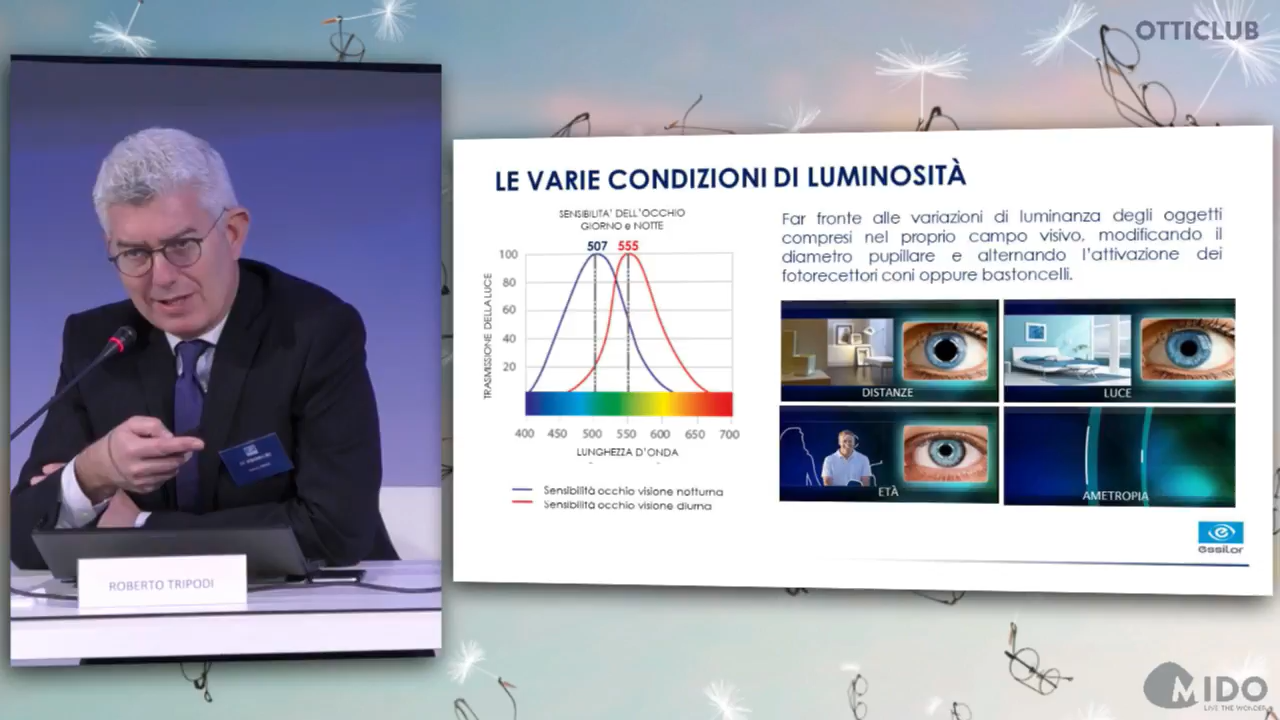 OTTICLUB
LE VARIE CONDIZIONI DI LUMINOSITÀ
SENSIBILITA' DELL'OCCHIO
GIORNO e NOTTE
507 555
TRASMISSIONE DELLA LUCE
100
80
60
40
20
400 450 500 550 600 650 700
LUNGHEZZA D'ONDA
Sensibilità occhio visione notturna
Sensibilità occhio visione diurna
Far fronte alle variazioni di luminanza degli oggetti
compresi nel proprio campo visivo, modificando il
diametro pupillare e alternando l'attivazione dei
fotorecettori coni oppure bastoncelli.
DISTANZE
LUCE
ETÀ
AMETROPIA
essilor
ROBERTO TRIPODI
MIDO
LIVE THE WONDER